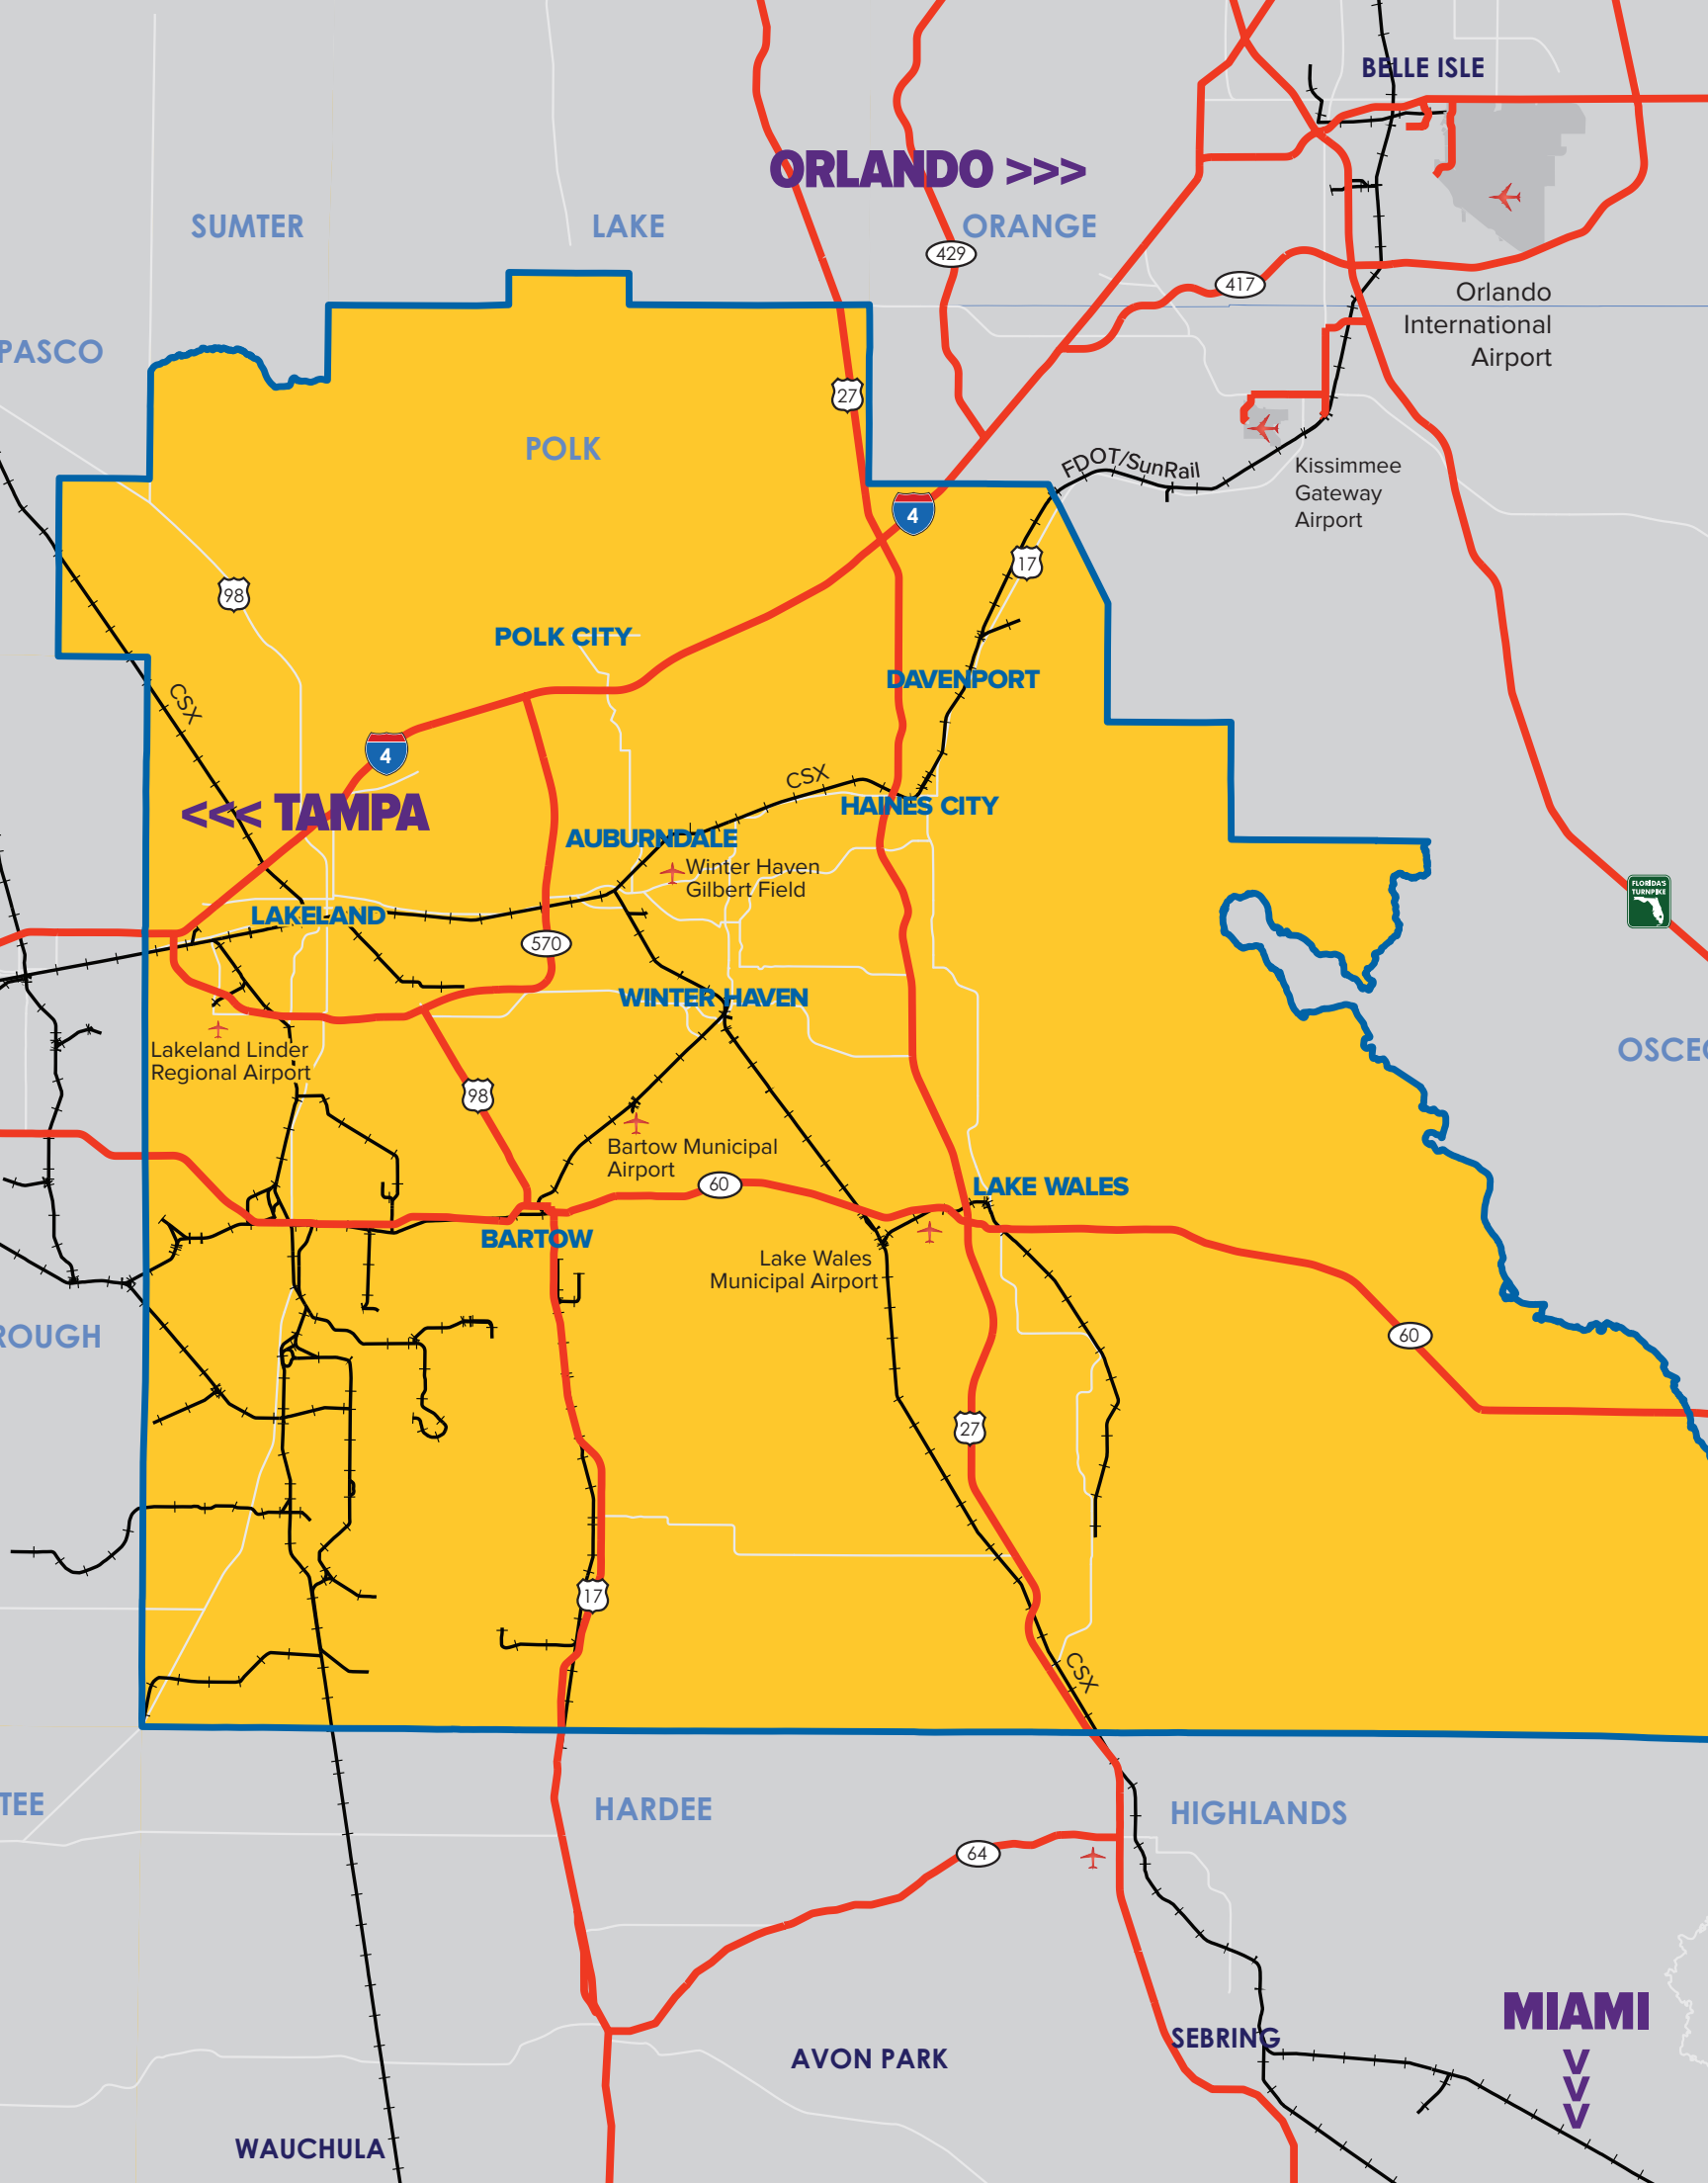 BELLE ISLE
ORLANDO >>>
SUMTER
LAKE
ORANGE
429
417
Orlando
International
Airport
PASCO
27
POLK
FDOT/SunRail
Kissimmee
Gateway
Airport
4
17
98
POLK CITY
DAVENPORT
CSX
4
CSX
<<< TAMPA
HAINES CITY
AUBURNDALE
Winter Haven
Gilbert Field
FLORIDA'S
TURNPIKE
LAKELAND
570
WINTER HAVEN
Lakeland Linder
Regional Airport
OSCEO
98
Bartow Municipal
Airport
60
LAKE WALES
BARTOW
Lake Wales
Municipal Airport
ROUGH
60
27
17
CSX
TEE
HARDEE
HIGHLANDS
64
MIAMI
V
V
V
SEBRING
AVON PARK
WAUCHULA